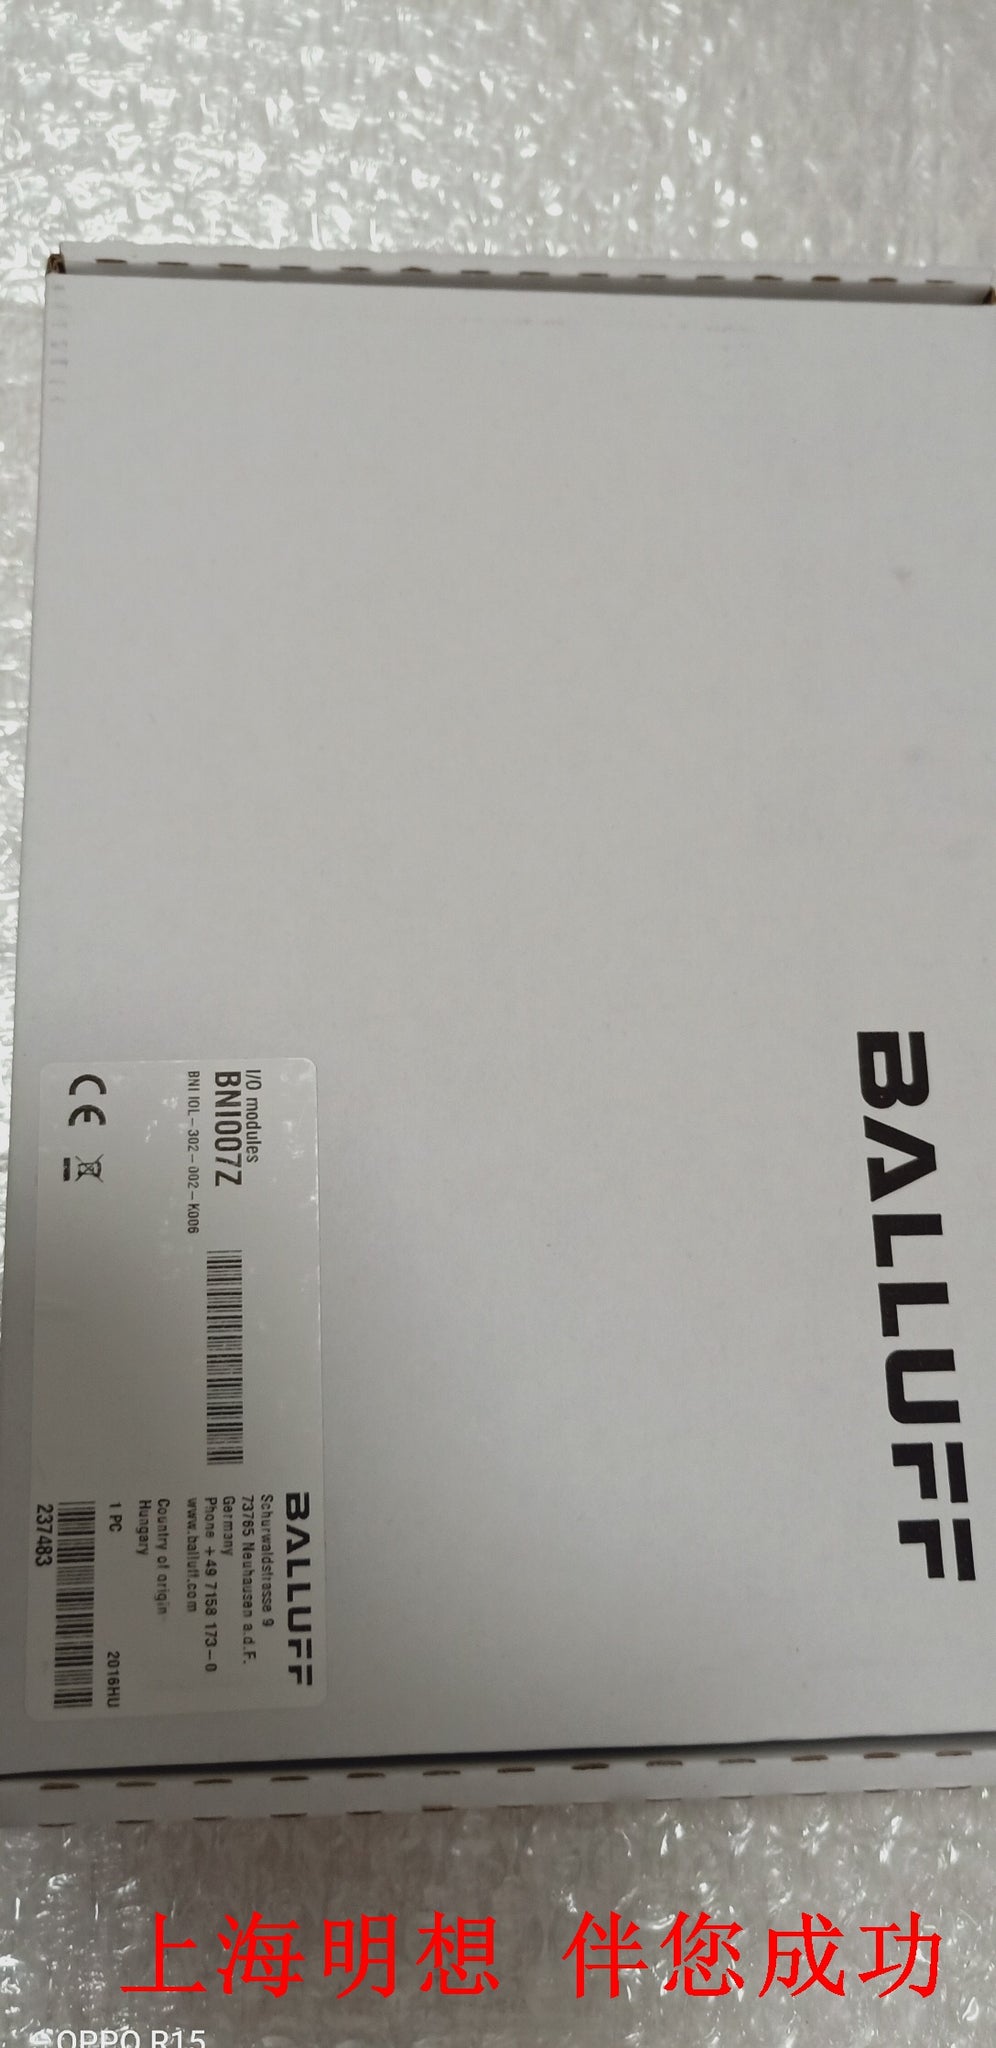 BALLUFF
I/O modules
BNI007Z
BNI IOL-302-002-K006
CE
BALLUFF
Schurwaldstrasse 9
73765 Neuhausen a.d.F.
Germany
Phone +49 7158 173-0
www.balluff.com
Country of origin
Hungary
1 PC 2016HU
237483
上海明想 伴您成功
OPPO R15